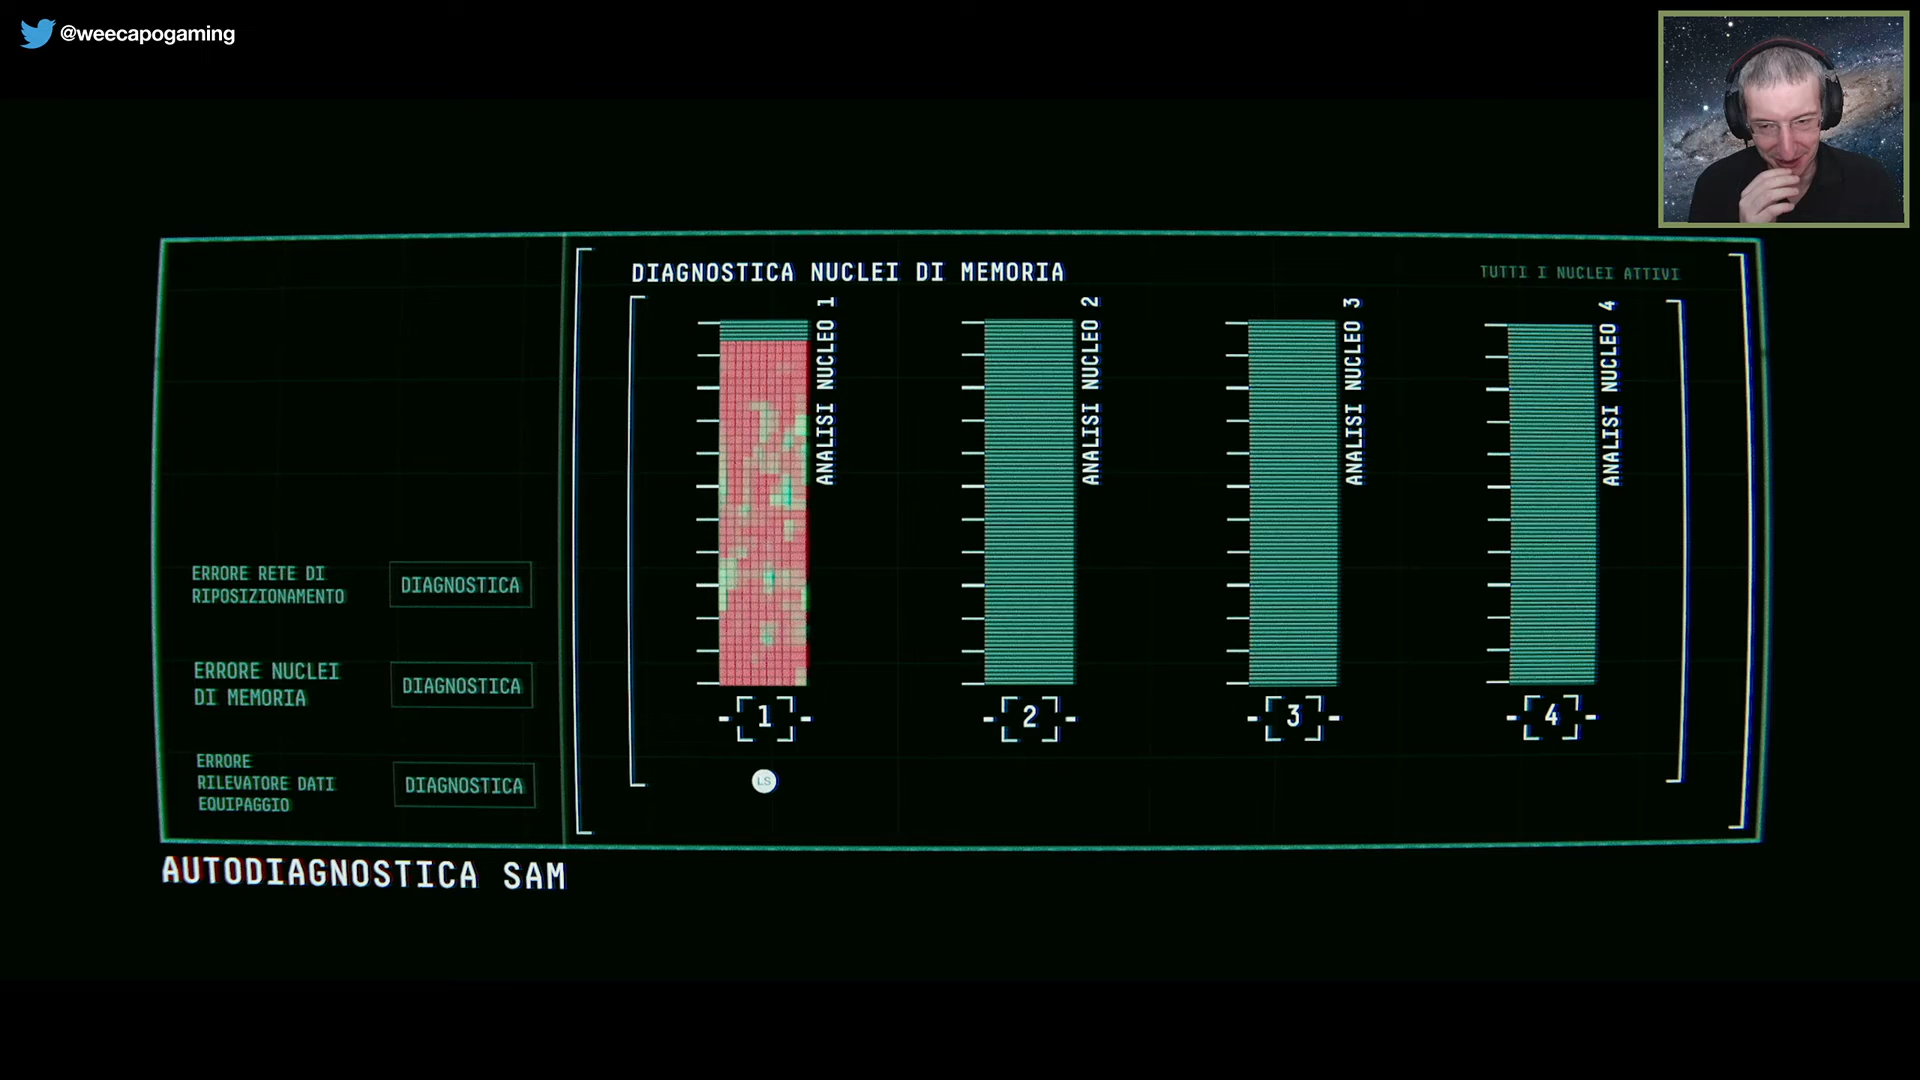 @weecapogaming
DIAGNOSTICA NUCLEI DI MEMORIA
TUTTI I NUCLEI ATTIVI
ANALISI NUCLEO 1
ANALISI NUCLEO 2
ANALISI NUCLEO 3
ANALISI NUCLEO 4
1
2
3
4
LS
ERRORE RETE DI
RIPOSIZIONAMENTO
DIAGNOSTICA
ERRORE NUCLEI
DI MEMORIA
DIAGNOSTICA
ERRORE
RILEVATORE DATI
EQUIPAGGIO
DIAGNOSTICA
AUTODIAGNOSTICA SAM